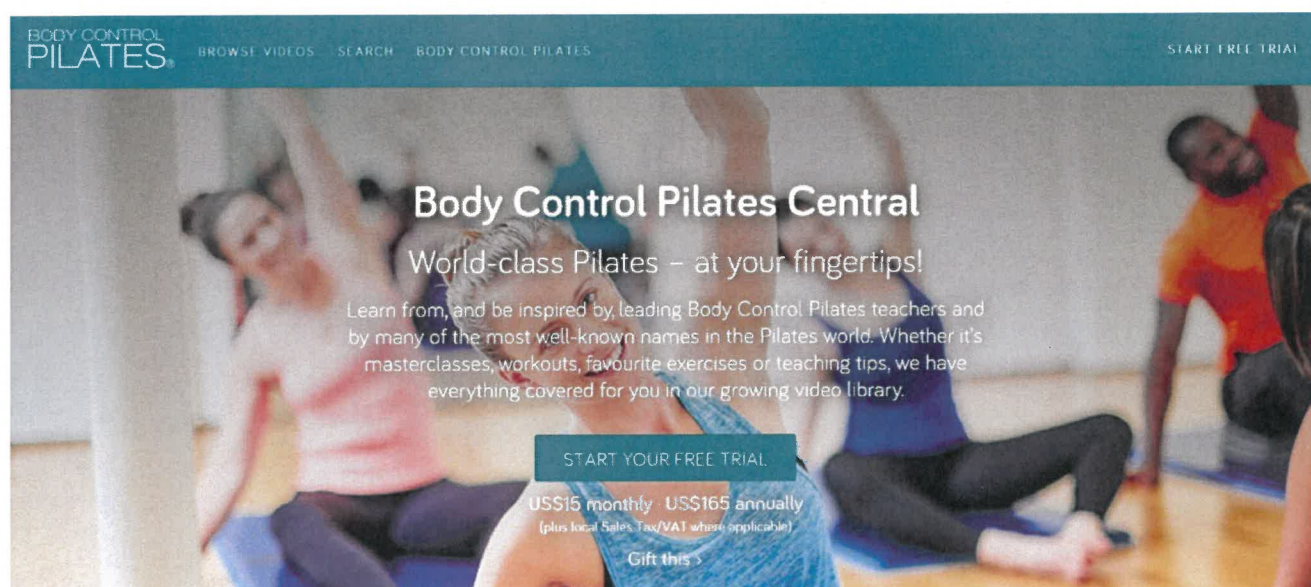 BODY CONTROL
PILATES®
BROWSE VIDEOS SEARCH BODY CONTROL PILATES
START FREE TRIAL
Body Control Pilates Central
World-class Pilates – at your fingertips!
Learn from, and be inspired by, leading Body Control Pilates teachers and
by many of the most well-known names in the Pilates world. Whether it's
masterclasses, workouts, favourite exercises or teaching tips, we have
everything covered for you in our growing video library.
START YOUR FREE TRIAL
US$15 monthly US$165 annually
(plus local Sales Tax/VAT where applicable)
Gift this ›